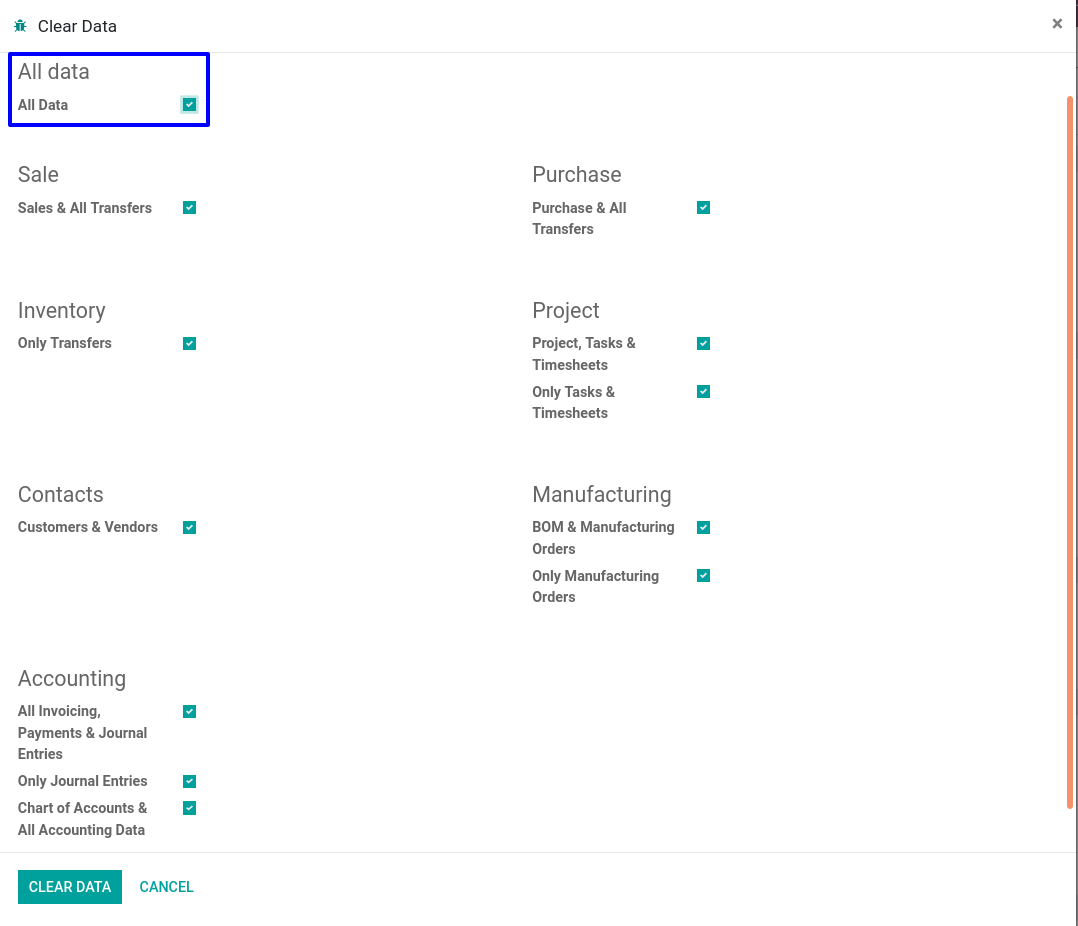 Clear Data
×
All data
All Data
Sale
Sales & All Transfers
Purchase
Purchase & All
Transfers
Inventory
Only Transfers
Project
Project, Tasks &
Timesheets
Only Tasks &
Timesheets
Contacts
Customers & Vendors
Manufacturing
BOM & Manufacturing
Orders
Only Manufacturing
Orders
Accounting
All Invoicing,
Payments & Journal
Entries
Only Journal Entries
Chart of Accounts &
All Accounting Data
CLEAR DATA
CANCEL